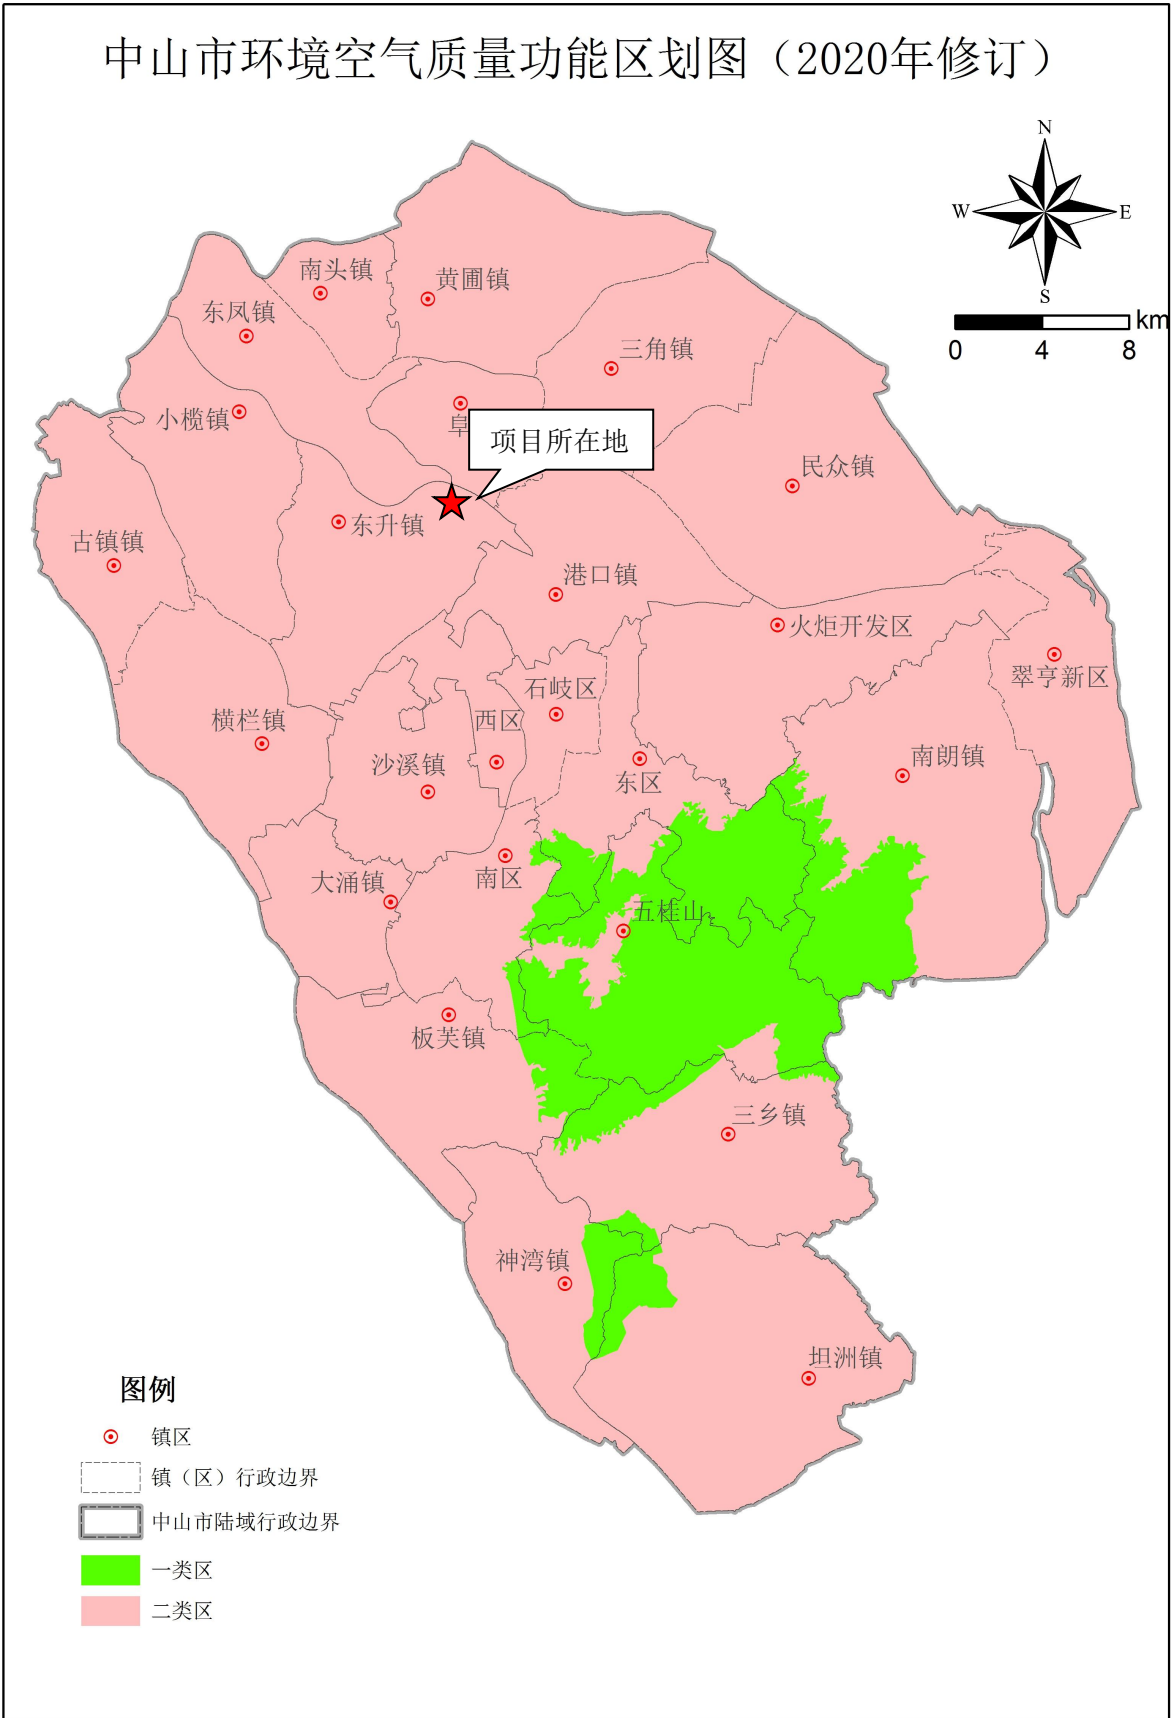 中山市环境空气质量功能区划图（2020年修订）
N
W
E
S
km
0
4
8
南头镇
黄圃镇
东凤镇
三角镇
小榄镇
阜
项目所在地
民众镇
东升镇
古镇镇
港口镇
火炬开发区
翠亨新区
石岐区
横栏镇
西区
沙溪镇
东区
南朗镇
南区
大涌镇
五桂山
板芙镇
三乡镇
神湾镇
坦洲镇
图例
镇区
镇（区）行政边界
中山市陆域行政边界
一类区
二类区